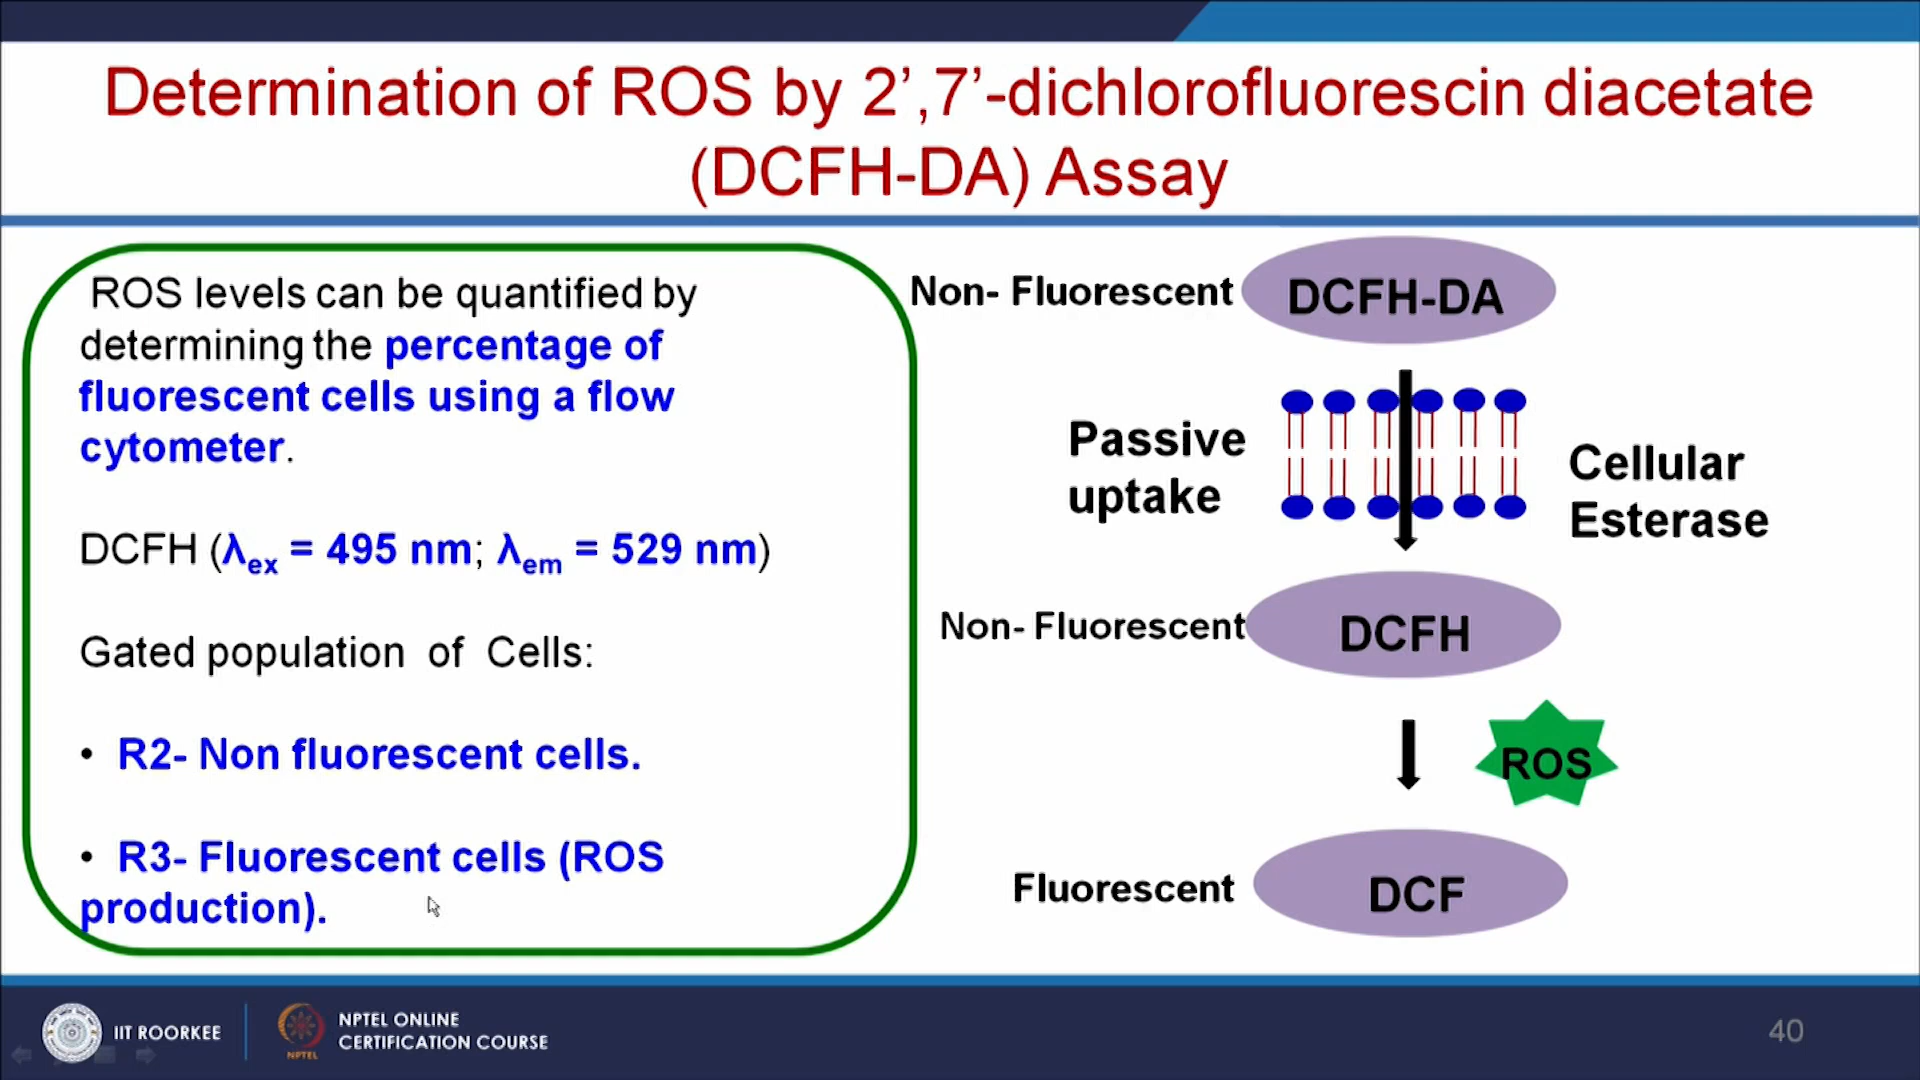 Determination of ROS by 2’,7’-dichlorofluorescin diacetate
(DCFH-DA) Assay
ROS levels can be quantified by
determining the percentage of
fluorescent cells using a flow
cytometer.
DCFH (λex = 495 nm; λem = 529 nm)
Gated population of Cells:
• R2- Non fluorescent cells.
• R3- Fluorescent cells (ROS
production).
Non- Fluorescent
DCFH-DA
Passive
uptake
Cellular
Esterase
Non- Fluorescent
DCFH
ROS
Fluorescent
DCF
IIT ROORKEE
NPTEL
NPTEL ONLINE
CERTIFICATION COURSE
40